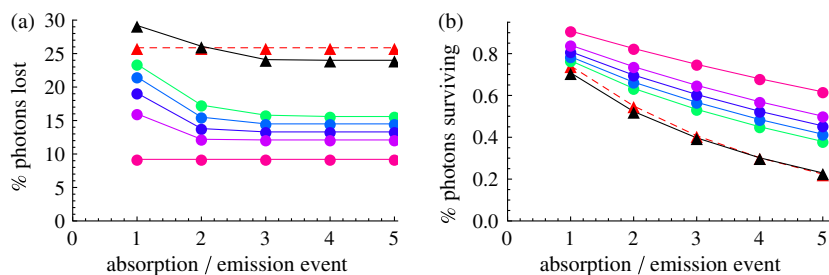 (a)
% photons lost
30
25
20
15
10
5
0
0 1 2 3 4 5
absorption / emission event
(b)
% photons surviving
0.8
0.6
0.4
0.2
0.0
0 1 2 3 4 5
absorption / emission event